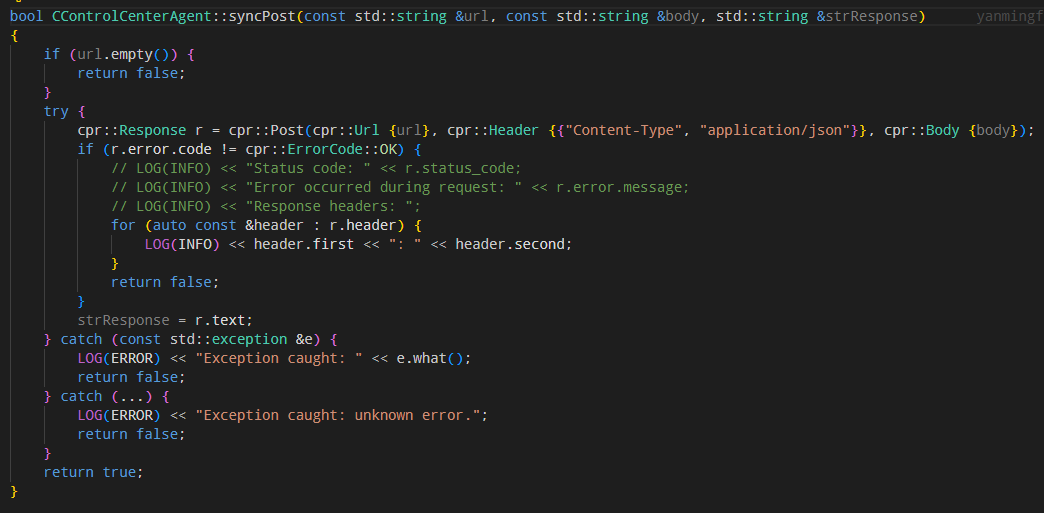 bool CControlCenterAgent::syncPost(const std::string &url, const std::string &body, std::string &strResponse) yanmingf
{
    if (url.empty()) {
        return false;
    }
    try {
        cpr::Response r = cpr::Post(cpr::Url {url}, cpr::Header {{"Content-Type", "application/json"}}, cpr::Body {body});
        if (r.error.code != cpr::ErrorCode::OK) {
            // LOG(INFO) << "Status code: " << r.status_code;
            // LOG(INFO) << "Error occurred during request: " << r.error.message;
            // LOG(INFO) << "Response headers: ";
            for (auto const &header : r.header) {
                LOG(INFO) << header.first << ": " << header.second;
            }
            return false;
        }
        strResponse = r.text;
    } catch (const std::exception &e) {
        LOG(ERROR) << "Exception caught: " << e.what();
        return false;
    } catch (...) {
        LOG(ERROR) << "Exception caught: unknown error.";
        return false;
    }
    return true;
}